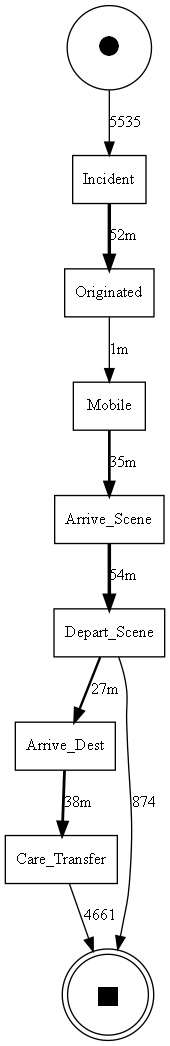 5535
Incident
52m
Originated
1m
Mobile
35m
Arrive_Scene
54m
Depart_Scene
27m
Arrive_Dest
874
38m
Care_Transfer
4661